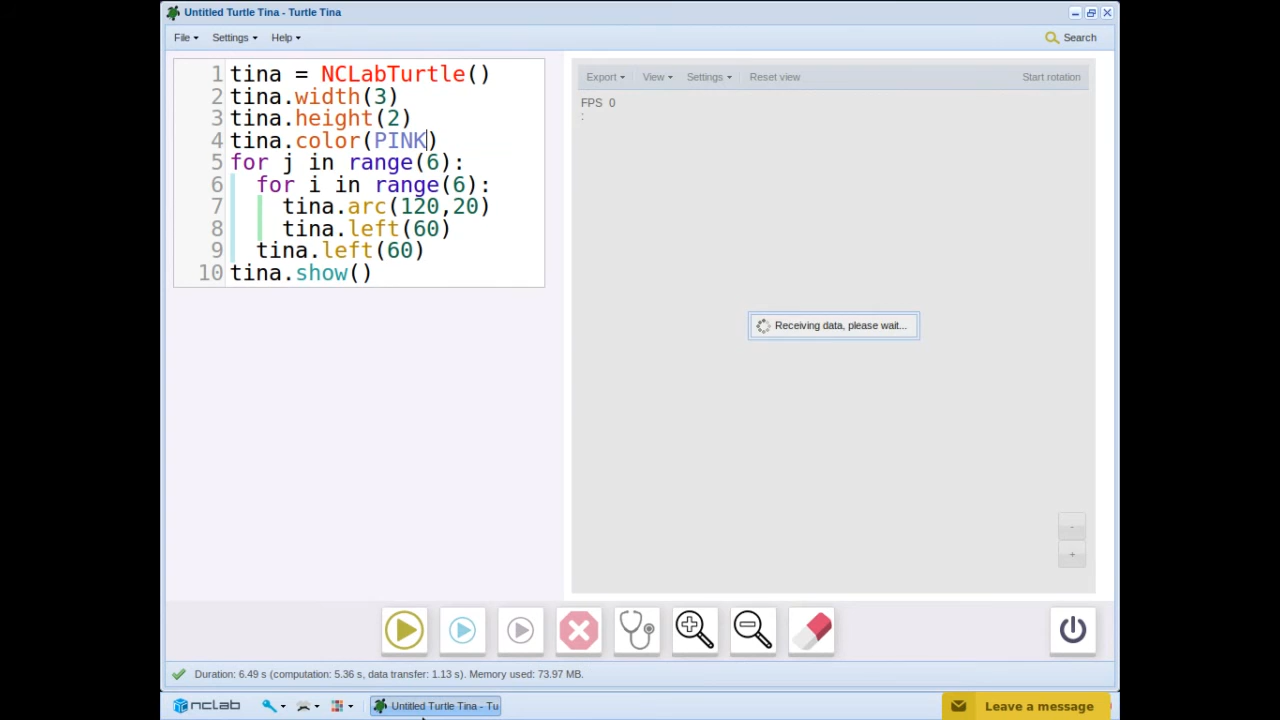 Untitled Turtle Tina - Turtle Tina
File Settings Help Search
1 tina = NCLabTurtle()
2 tina.width(3)
3 tina.height(2)
4 tina.color(PINK)
5 for j in range(6):
6 for i in range(6):
7 tina.arc(120,20)
8 tina.left(60)
9 tina.left(60)
10 tina.show()
Export View Settings Reset view Start rotation
FPS 0
:
Receiving data, please wait...
-
+
Duration: 6.49 s (computation: 5.36 s, data transfer: 1.13 s). Memory used: 73.97 MB.
nclab Untitled Turtle Tina - Tu Leave a message